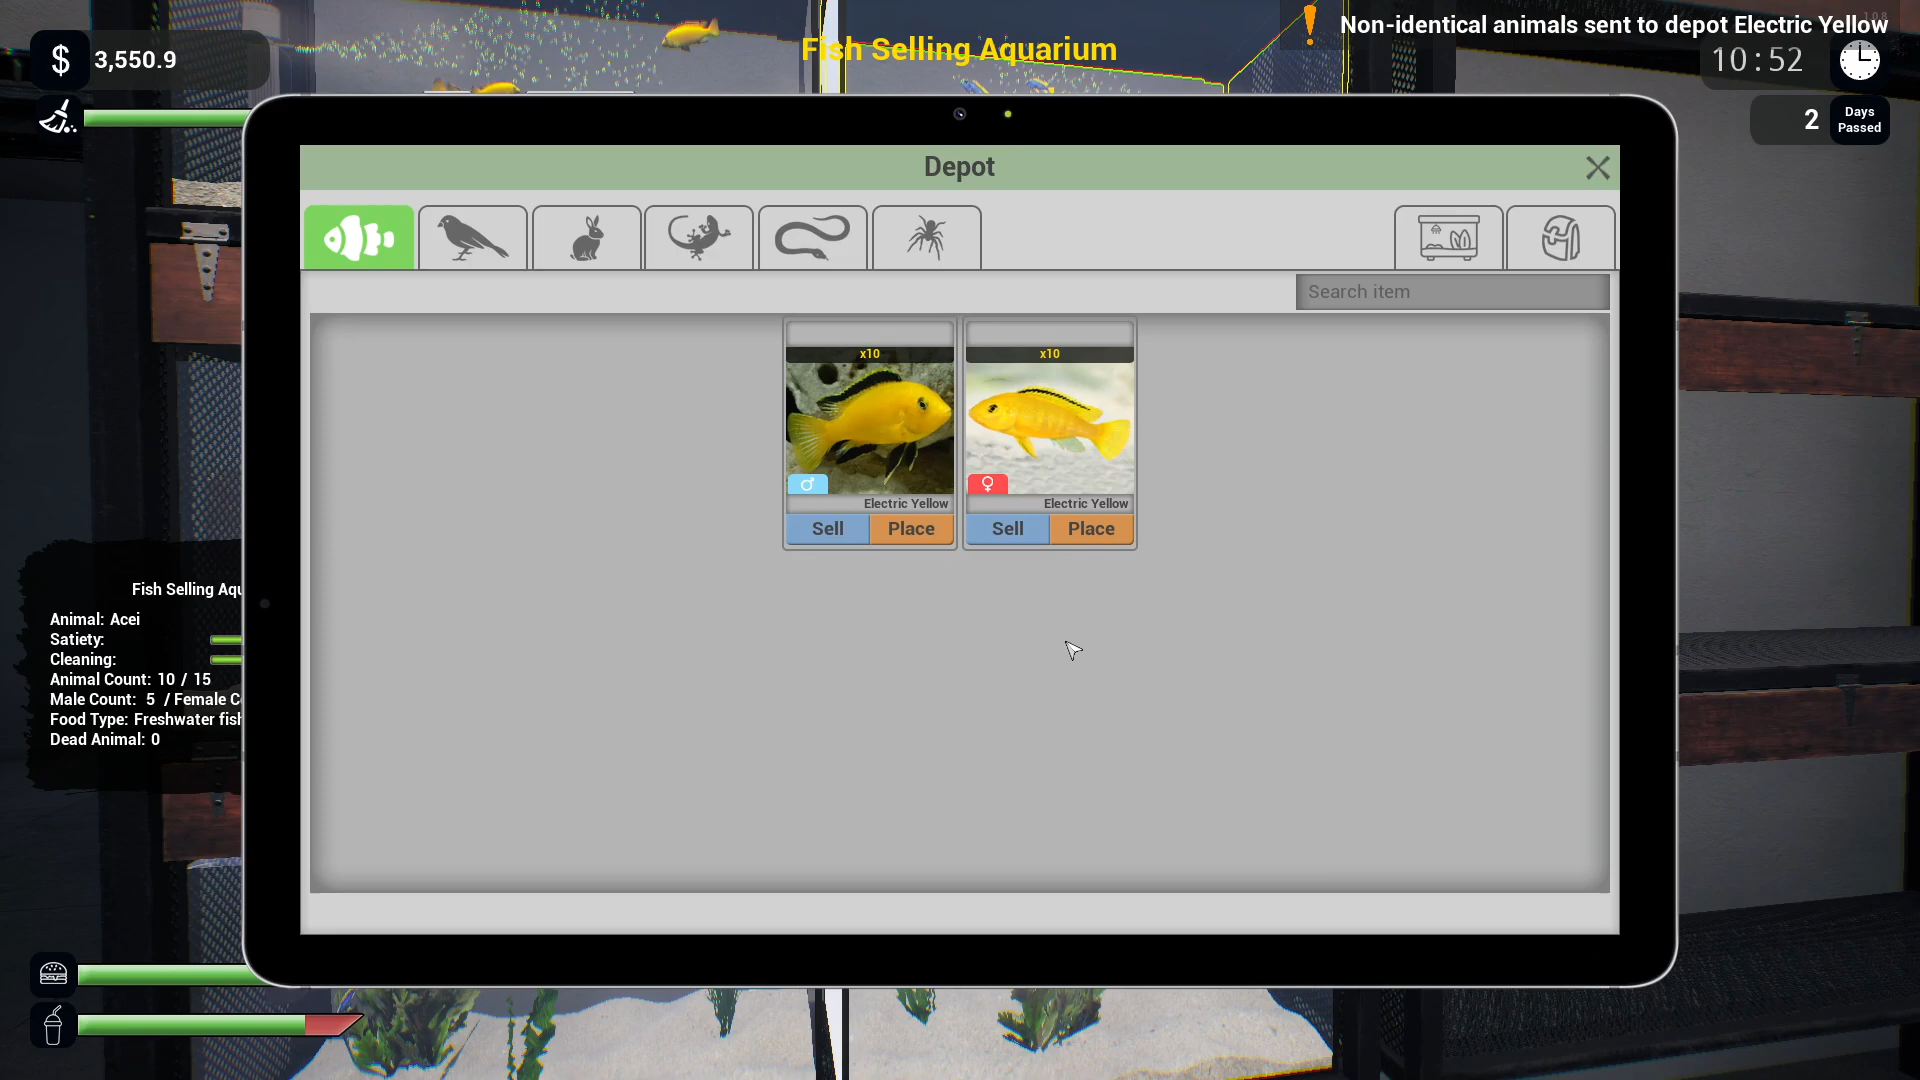 $ 3,550.9
Fish Selling Aquarium
Non-identical animals sent to depot Electric Yellow
10:52
2 Days Passed
Depot
Search item
x10
x10
Electric Yellow
Electric Yellow
Sell Place
Sell Place
Fish Selling Aqu
Animal: Acei
Satiety:
Cleaning:
Animal Count: 10 / 15
Male Count: 5 / Female C
Food Type: Freshwater fish
Dead Animal: 0